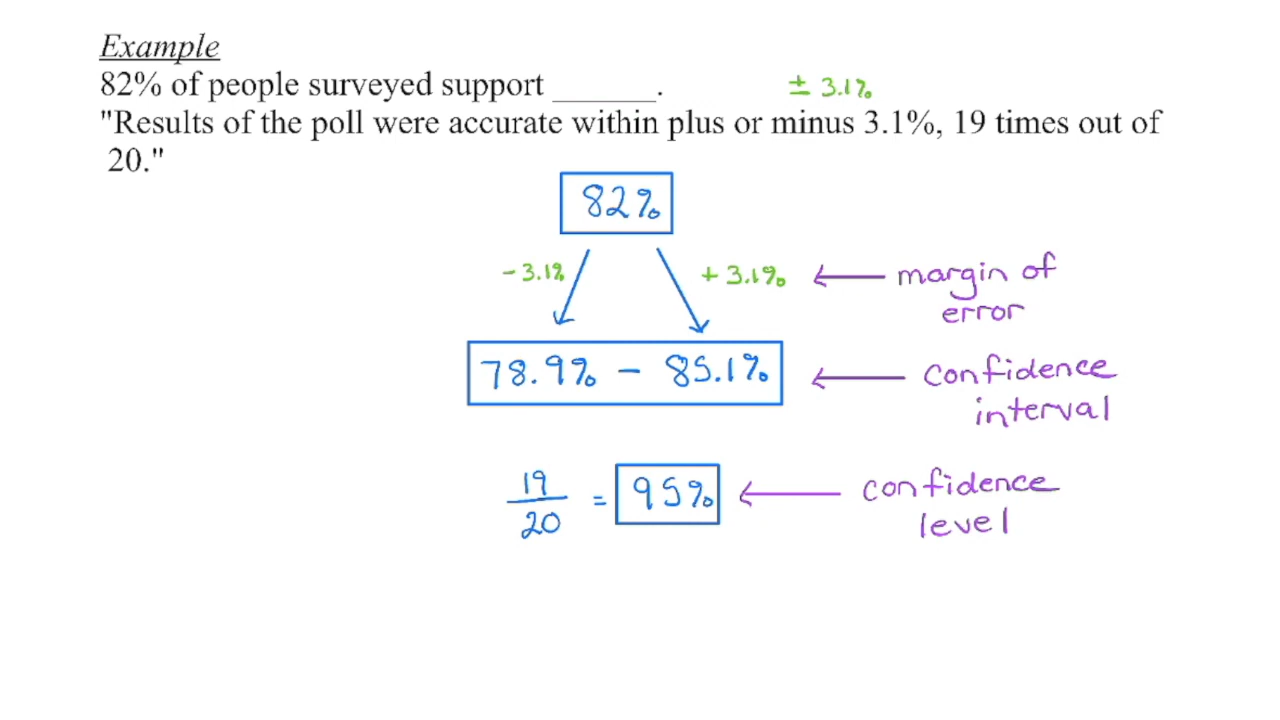 Example
82% of people surveyed support _______.
± 3.1%
"Results of the poll were accurate within plus or minus 3.1%, 19 times out of
20."
82%
- 3.1%
+ 3.1%
← margin of
error
78.9% - 85.1%
← confidence
interval
19
20
= 95%
← confidence
level